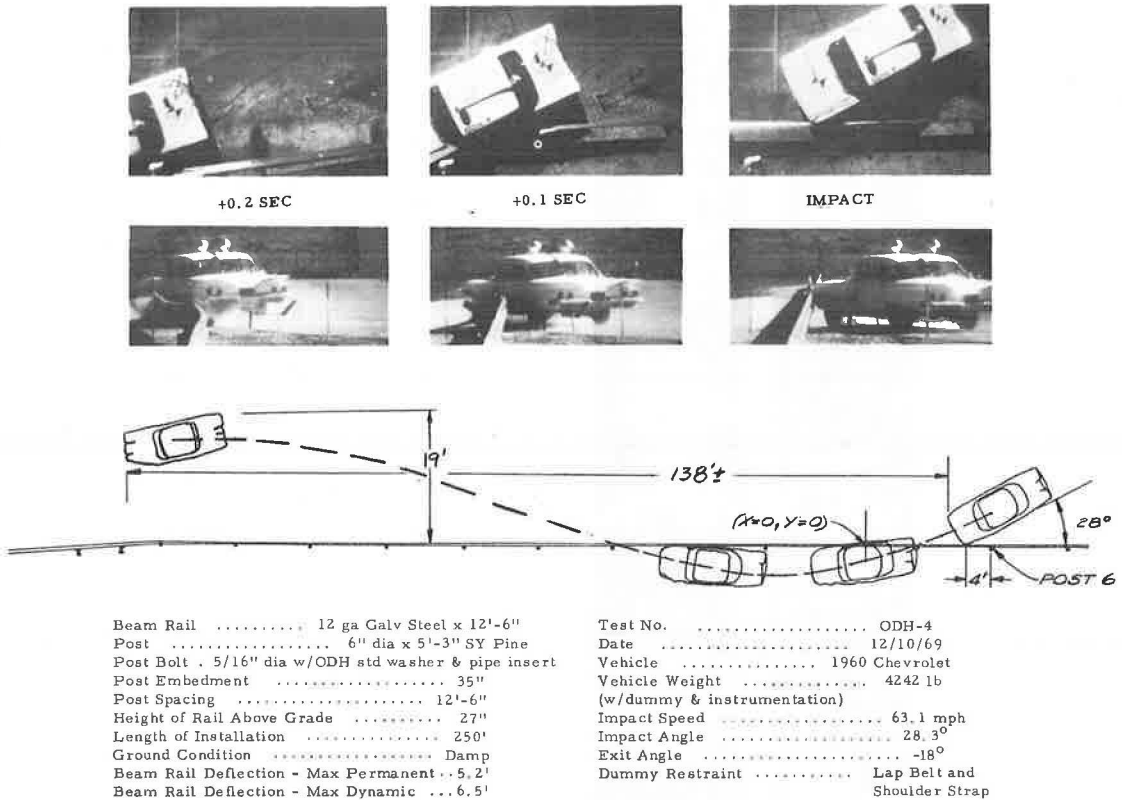 +0.2 SEC
+0.1 SEC
IMPACT
19'
138'±
(X=0, Y=0)
28°
4'
POST 6
Beam Rail .......... 12 ga Galv Steel x 12'-6"
Post .................. 6" dia x 5'-3" SY Pine
Post Bolt . 5/16" dia w/ODH std washer & pipe insert
Post Embedment .................. 35"
Post Spacing .................... 12'-6"
Height of Rail Above Grade .......... 27"
Length of Installation .............. 250'
Ground Condition ................ Damp
Beam Rail Deflection - Max Permanent .. 5.2'
Beam Rail Deflection - Max Dynamic ... 6.5'
Test No. .................... ODH-4
Date .................... 12/10/69
Vehicle ............... 1960 Chevrolet
Vehicle Weight ............... 4242 lb
(w/dummy & instrumentation)
Impact Speed ................. 63.1 mph
Impact Angle .................. 28.3°
Exit Angle .................... -18°
Dummy Restraint .......... Lap Belt and
Shoulder Strap